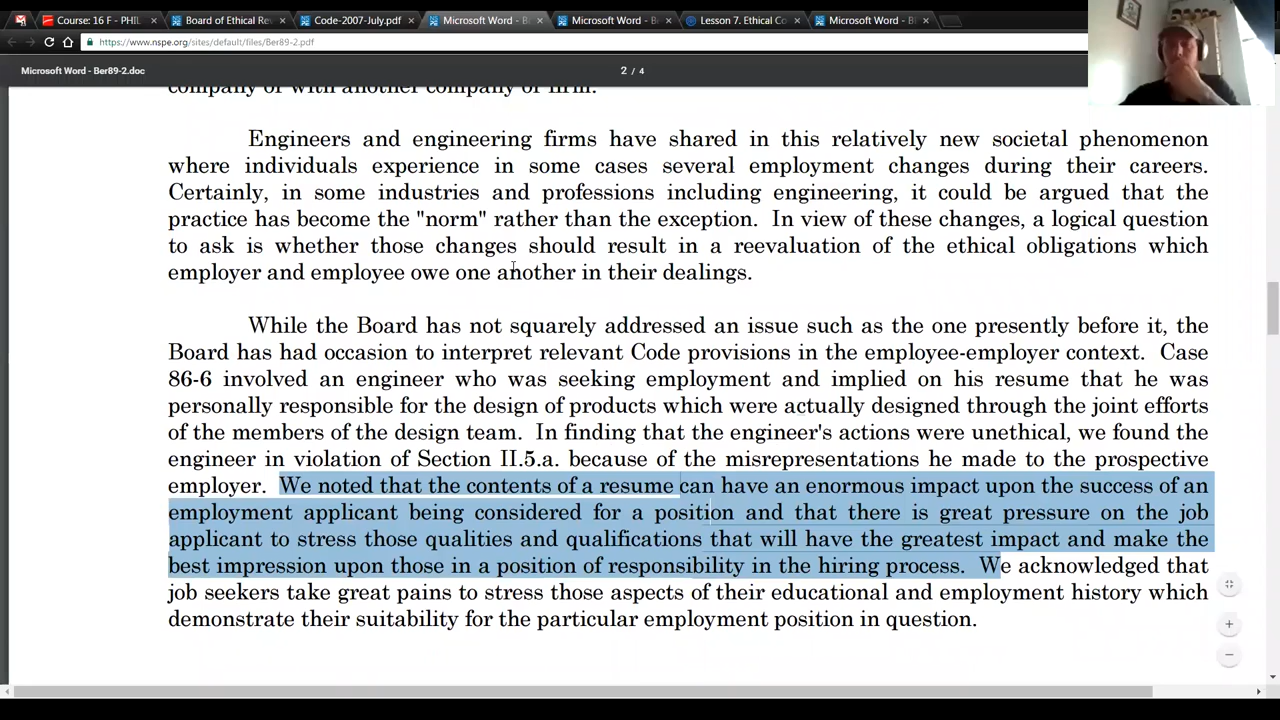 Course: 16 F - PHIL
Board of Ethical Re
Code-2007-July.pdf
Microsoft Word - B
Microsoft Word - B
Lesson 7. Ethical Co
Microsoft Word - B
https://www.nspe.org/sites/default/files/Ber89-2.pdf
Microsoft Word - Ber89-2.doc
2 / 4
company or with another company or firm.
Engineers and engineering firms have shared in this relatively new societal phenomenon
where individuals experience in some cases several employment changes during their careers.
Certainly, in some industries and professions including engineering, it could be argued that the
practice has become the "norm" rather than the exception. In view of these changes, a logical question
to ask is whether those changes should result in a reevaluation of the ethical obligations which
employer and employee owe one another in their dealings.
While the Board has not squarely addressed an issue such as the one presently before it, the
Board has had occasion to interpret relevant Code provisions in the employee-employer context. Case
86-6 involved an engineer who was seeking employment and implied on his resume that he was
personally responsible for the design of products which were actually designed through the joint efforts
of the members of the design team. In finding that the engineer's actions were unethical, we found the
engineer in violation of Section II.5.a. because of the misrepresentations he made to the prospective
employer. We noted that the contents of a resume can have an enormous impact upon the success of an
employment applicant being considered for a position and that there is great pressure on the job
applicant to stress those qualities and qualifications that will have the greatest impact and make the
best impression upon those in a position of responsibility in the hiring process. We acknowledged that
job seekers take great pains to stress those aspects of their educational and employment history which
demonstrate their suitability for the particular employment position in question.